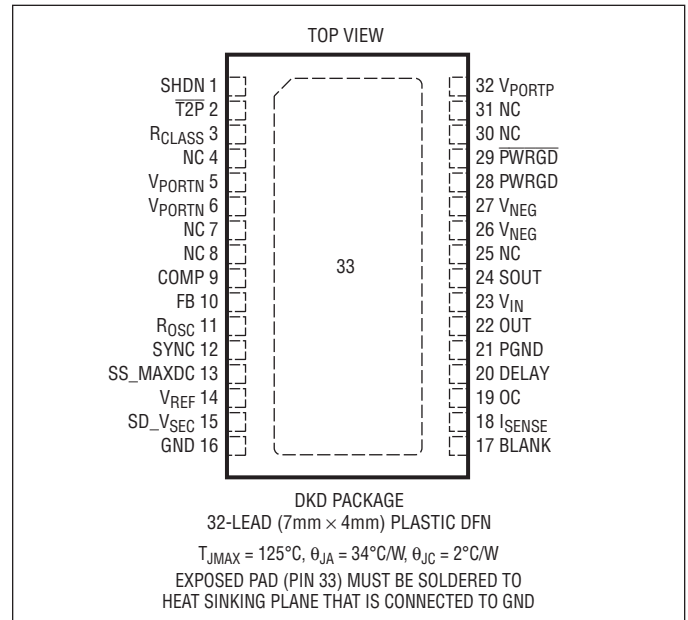 TOP VIEW
SHDN 1
T2P 2
RCLASS 3
NC 4
VPORTN 5
VPORTN 6
NC 7
NC 8
COMP 9
FB 10
ROSC 11
SYNC 12
SS_MAXDC 13
VREF 14
SD_VSEC 15
GND 16
33
32 VPORTP
31 NC
30 NC
29 PWRGD
28 PWRGD
27 VNEG
26 VNEG
25 NC
24 SOUT
23 VIN
22 OUT
21 PGND
20 DELAY
19 OC
18 ISENSE
17 BLANK
DKD PACKAGE
32-LEAD (7mm × 4mm) PLASTIC DFN
TJMAX = 125°C, θJA = 34°C/W, θJC = 2°C/W
EXPOSED PAD (PIN 33) MUST BE SOLDERED TO
HEAT SINKING PLANE THAT IS CONNECTED TO GND